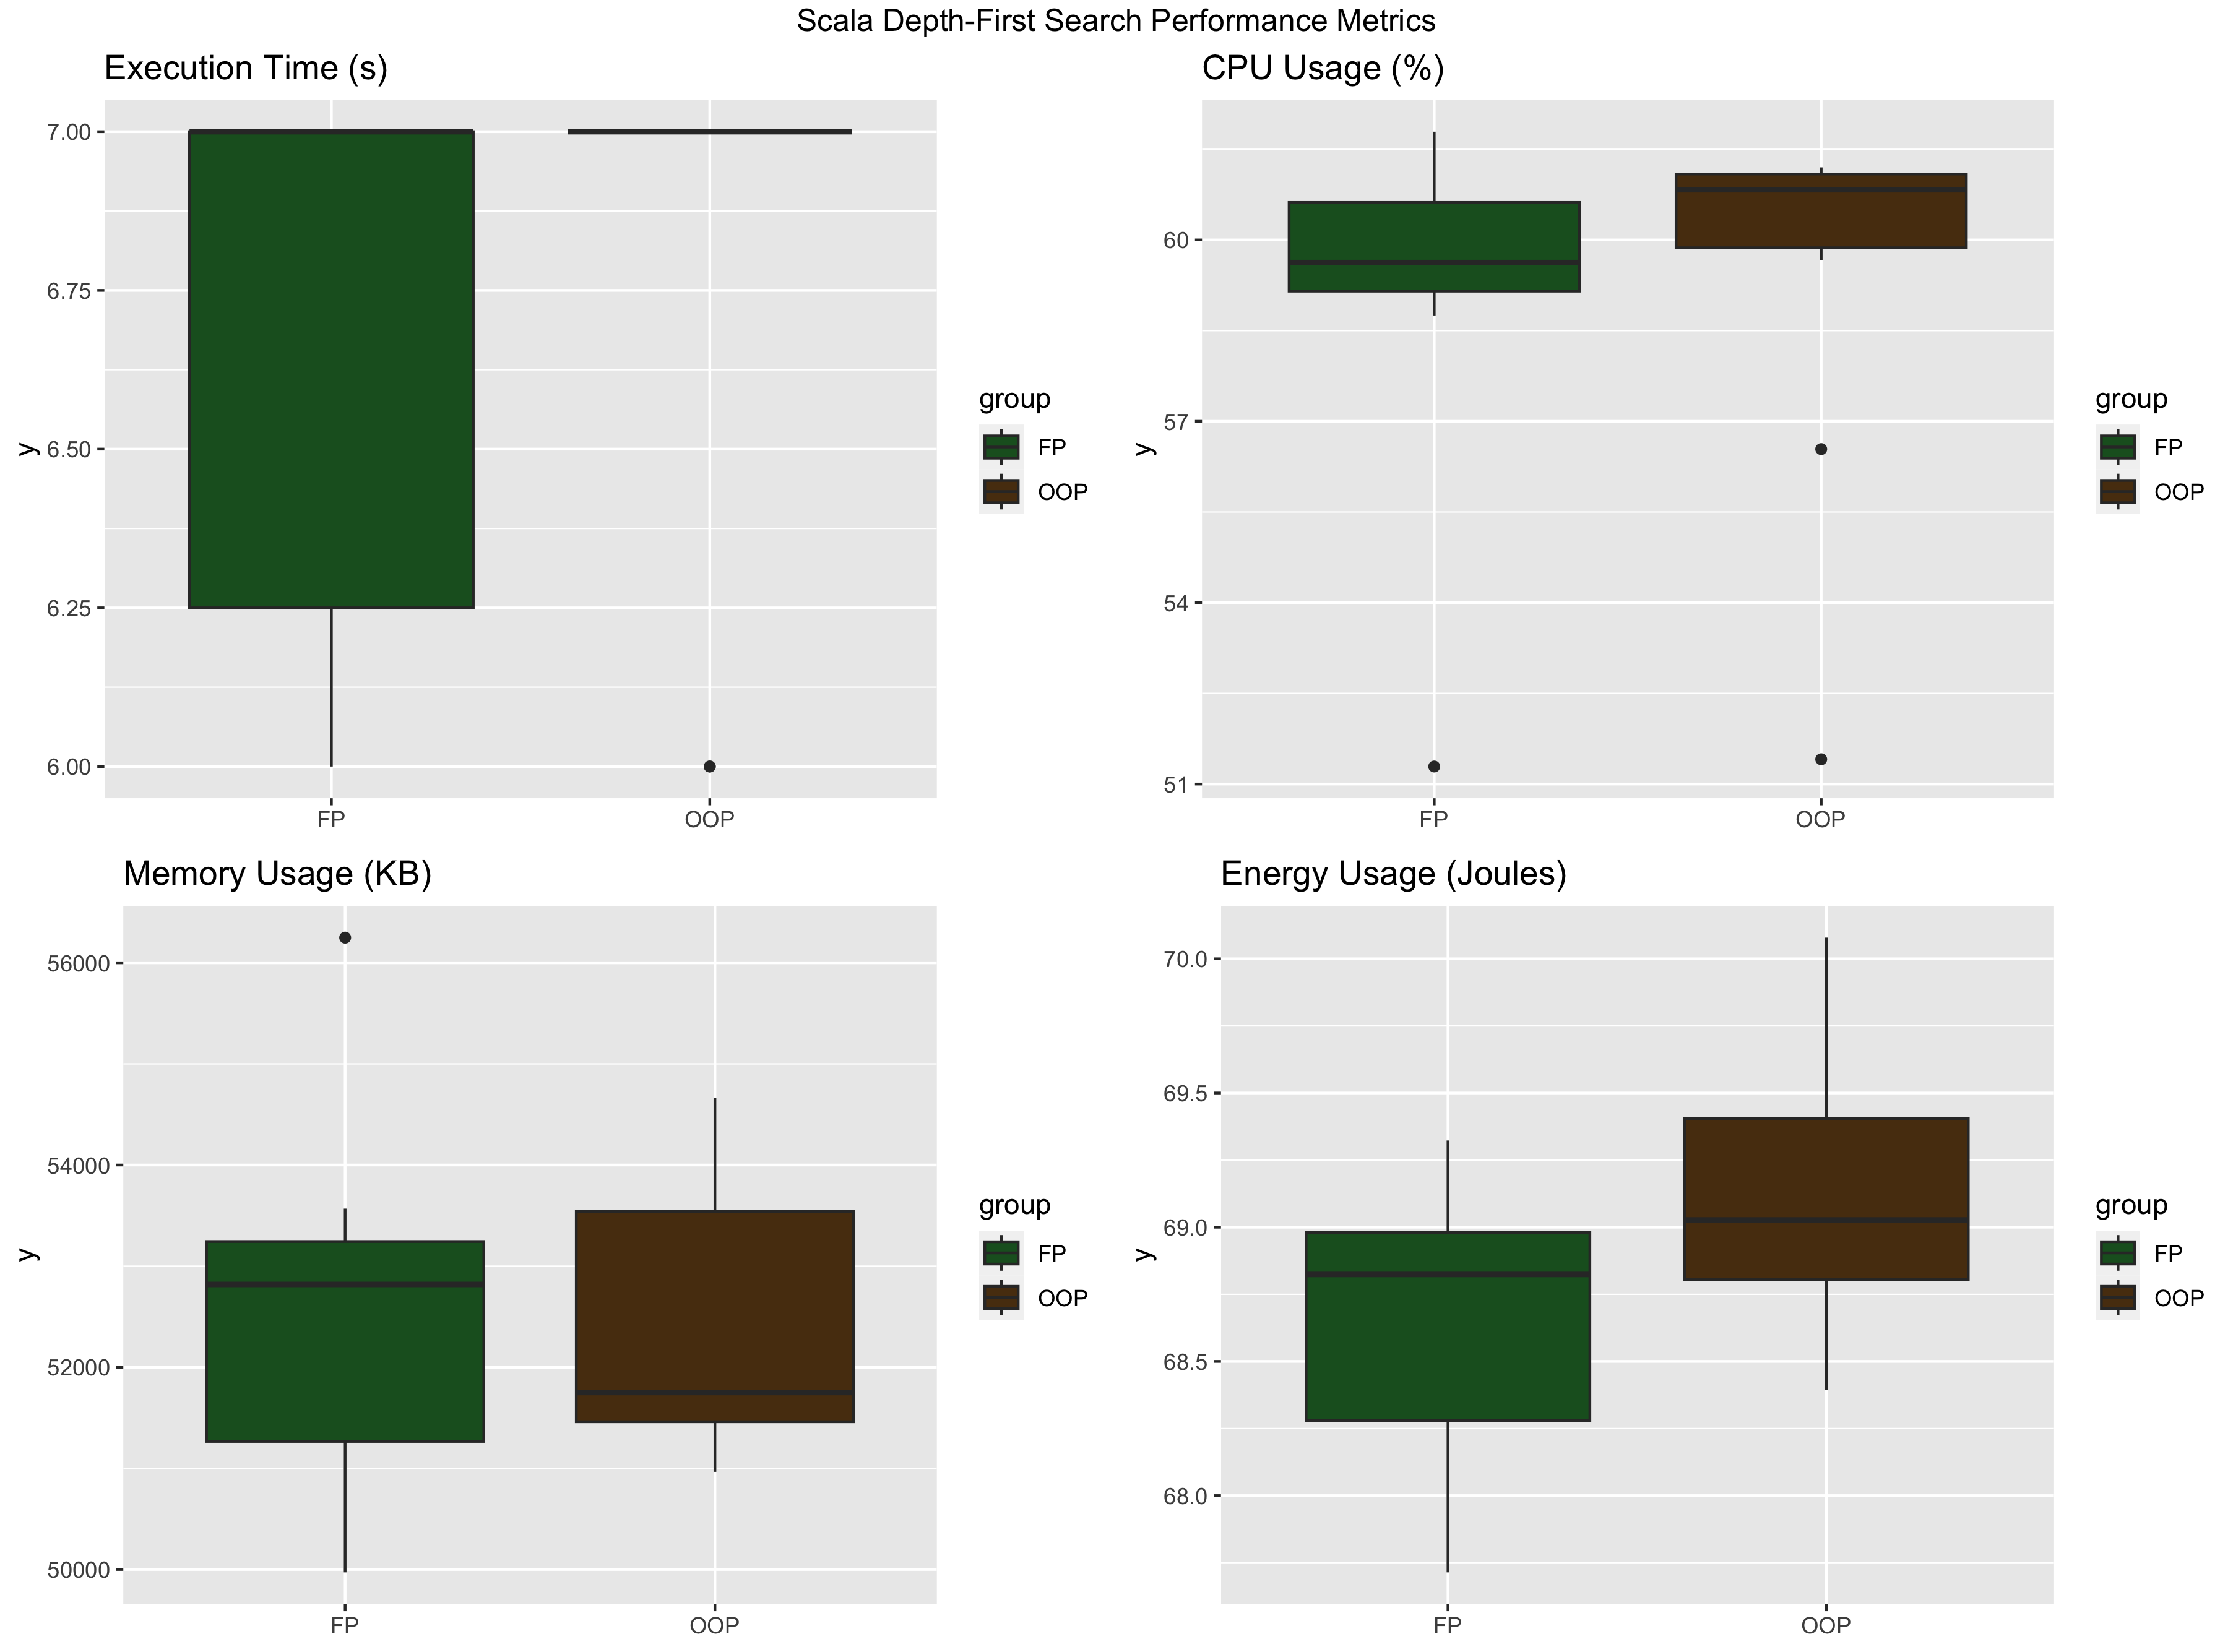 Scala Depth-First Search Performance Metrics
Execution Time (s)
y
7.00
6.75
6.50
6.25
6.00
FP
OOP
group
FP
OOP
CPU Usage (%)
y
60
57
54
51
FP
OOP
group
FP
OOP
Memory Usage (KB)
y
56000
54000
52000
50000
FP
OOP
group
FP
OOP
Energy Usage (Joules)
y
70.0
69.5
69.0
68.5
68.0
FP
OOP
group
FP
OOP